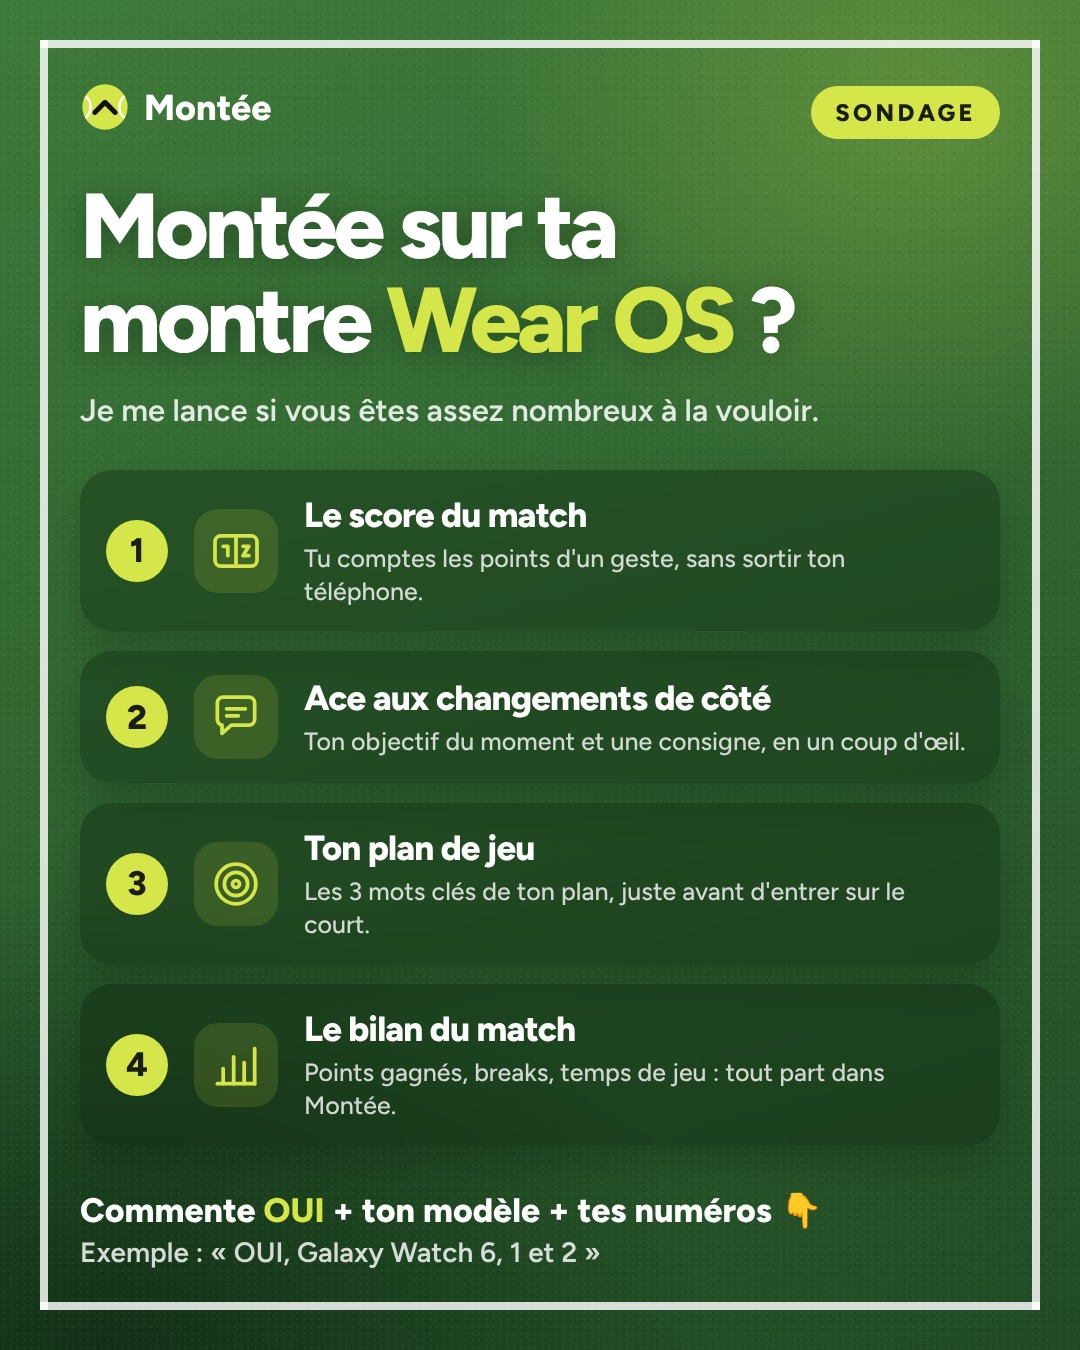 Montée
SONDAGE
Montée sur ta
montre Wear OS ?
Je me lance si vous êtes assez nombreux à la vouloir.
1
1 2
Le score du match
Tu comptes les points d'un geste, sans sortir ton
téléphone.
2
Ace aux changements de côté
Ton objectif du moment et une consigne, en un coup d'œil.
3
Ton plan de jeu
Les 3 mots clés de ton plan, juste avant d'entrer sur le
court.
4
Le bilan du match
Points gagnés, breaks, temps de jeu : tout part dans
Montée.
Commente OUI + ton modèle + tes numéros 👇
Exemple : « OUI, Galaxy Watch 6, 1 et 2 »